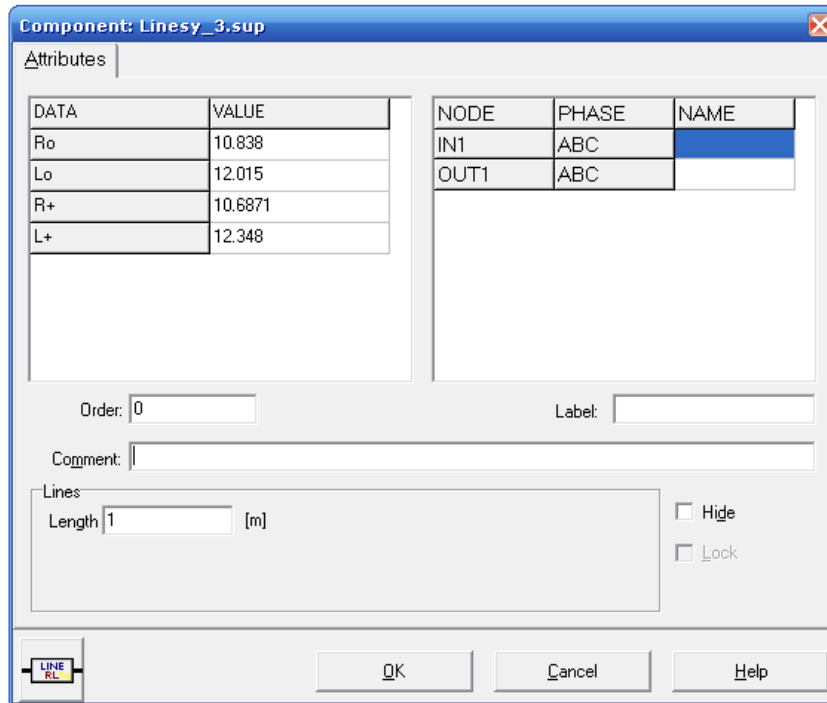 Component: Linesy_3.sup
Attributes
DATA VALUE
Ro 10.838
Lo 12.015
R+ 10.6871
L+ 12.348
NODE PHASE NAME
IN1 ABC
OUT1 ABC
Order: 0
Label:
Comment:
Lines
Length 1 [m]
Hide
Lock
LINE
RL
OK Cancel Help